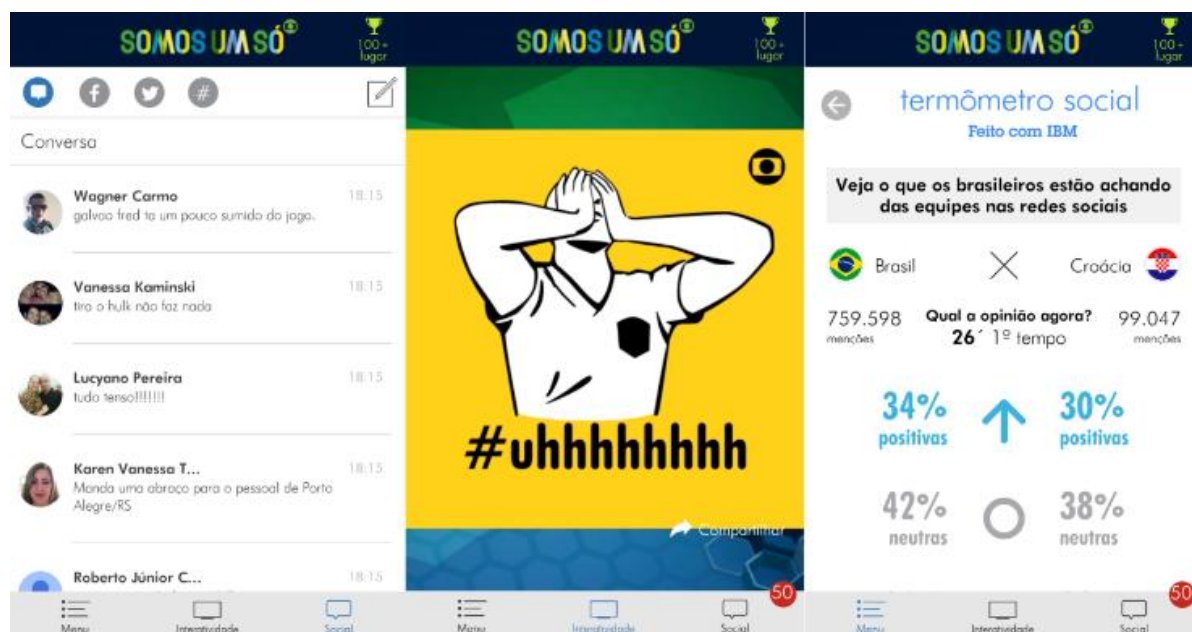 SOMOS UM SÓ
100+
lugar
f
#
Conversa
Wagner Carmo
18:15
galvao fred ta um pouco sumido do jogo.
Vanessa Kaminski
18:15
tira o hulk não faz nada
Lucyano Pereira
18:15
tudo tenso!!!!!!!
Karen Vanessa T...
18:15
Manda uma abraço para o pessoal de Porto
Alegre/RS
Roberto Júnior C...
18:15
Menu
Interatividade
Social
SOMOS UM SÓ
100+
lugar
#uhhhhhhhhh
Compartilhar
50
Menu
Interatividade
Social
SOMOS UM SÓ
100+
lugar
termômetro social
Feito com IBM
Veja o que os brasileiros estão achando
das equipes nas redes sociais
Brasil
Croácia
759.598
menções
Qual a opinião agora?
26´ 1º tempo
99.047
menções
34%
positivas
30%
positivas
42%
neutras
38%
neutras
50
Menu
Interatividade
Social